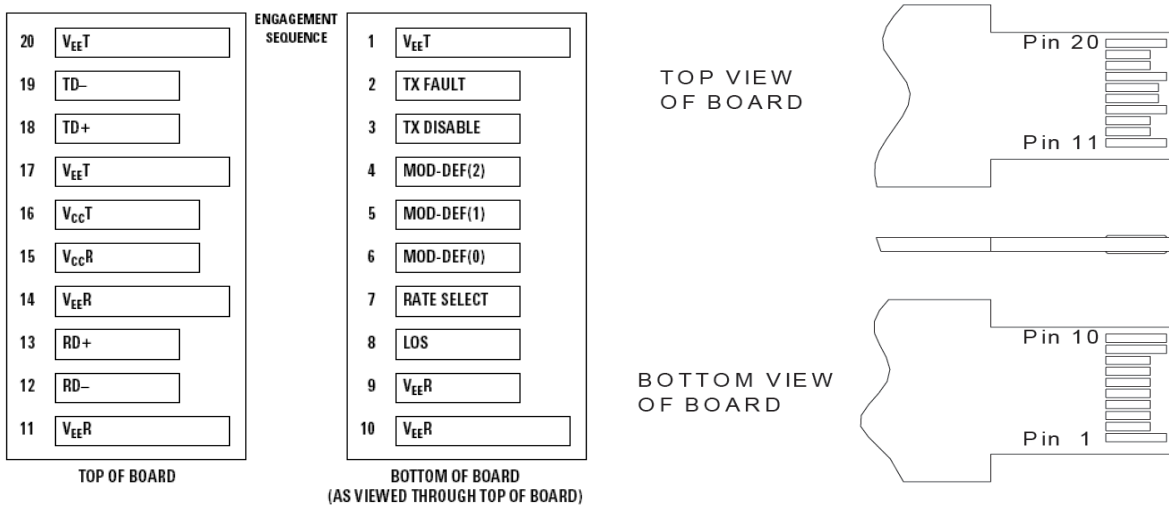 ENGAGEMENT
SEQUENCE
20 VEET
19 TD–
18 TD+
17 VEET
16 VCCT
15 VCCR
14 VEER
13 RD+
12 RD–
11 VEER
TOP OF BOARD
1 VEET
2 TX FAULT
3 TX DISABLE
4 MOD-DEF(2)
5 MOD-DEF(1)
6 MOD-DEF(0)
7 RATE SELECT
8 LOS
9 VEER
10 VEER
BOTTOM OF BOARD
(AS VIEWED THROUGH TOP OF BOARD)
TOP VIEW
OF BOARD
Pin 20
Pin 11
BOTTOM VIEW
OF BOARD
Pin 10
Pin 1